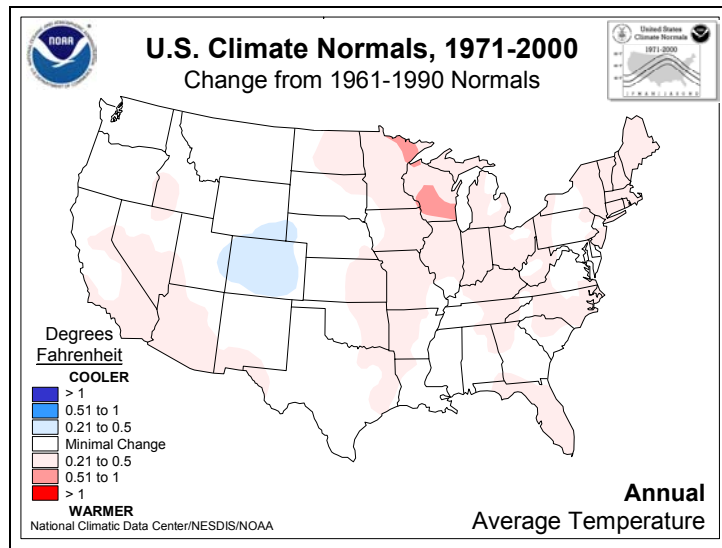 NOAA
U.S. Climate Normals, 1971-2000
Change from 1961-1990 Normals
United States
Climate Normals
1971-2000
J F M A M J J A S O N D
Degrees
Fahrenheit
COOLER
> 1
0.51 to 1
0.21 to 0.5
Minimal Change
0.21 to 0.5
0.51 to 1
> 1
WARMER
National Climatic Data Center/NESDIS/NOAA
Annual
Average Temperature